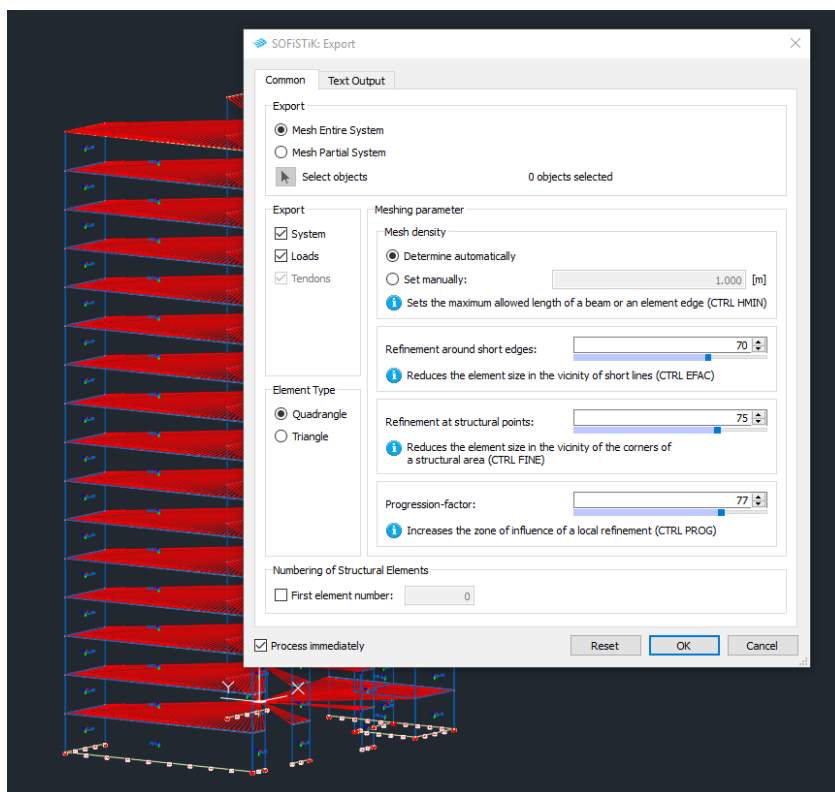 SOFiSTiK: Export
Common Text Output
Export
Mesh Entire System
Mesh Partial System
Select objects 0 objects selected
Export
System
Loads
Tendons
Element Type
Quadrangle
Triangle
Meshing parameter
Mesh density
Determine automatically
Set manually: 1.000 [m]
Sets the maximum allowed length of a beam or an element edge (CTRL HMIN)
Refinement around short edges: 70
Reduces the element size in the vicinity of short lines (CTRL EFAC)
Refinement at structural points: 75
Reduces the element size in the vicinity of the corners of
a structural area (CTRL FINE)
Progression-factor: 77
Increases the zone of influence of a local refinement (CTRL PROG)
Numbering of Structural Elements
First element number: 0
Process immediately Reset OK Cancel
Y X